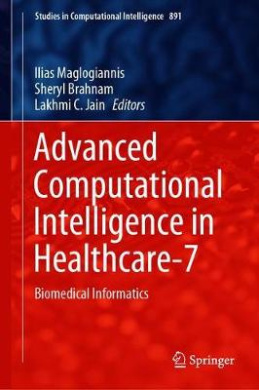 Studies in Computational Intelligence 891
Ilias Maglogiannis
Sheryl Brahnam
Lakhmi C. Jain Editors
Advanced
Computational
Intelligence in
Healthcare-7
Biomedical Informatics
Springer